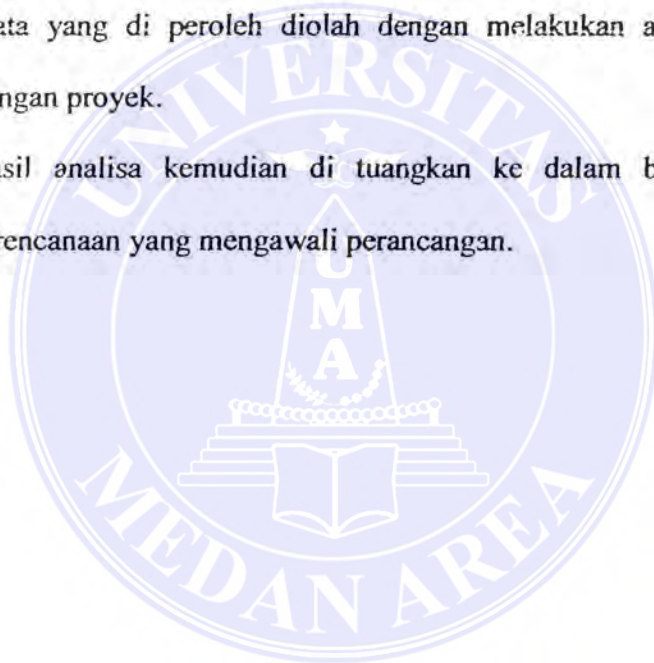 ata yang di peroleh diolah dengan melakukan a
ngan proyek.
asil analisa kemudian di tuangkan ke dalam b
rencanaan yang mengawali perancangan.
UNIVERSITAS
U
M
A
MEDAN AREA